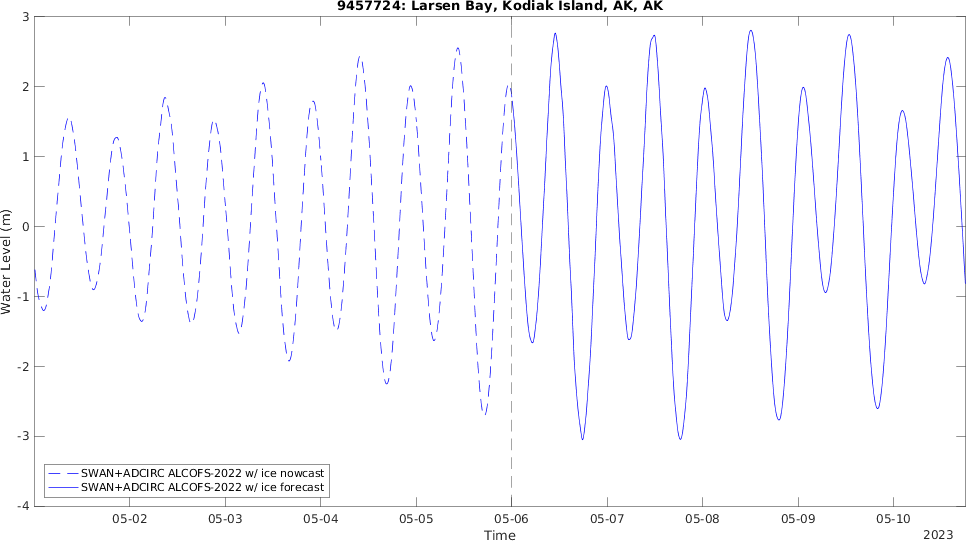 9457724: Larsen Bay, Kodiak Island, AK, AK
3
2
1
0
-1
-2
-3
-4
Water Level (m)
SWAN+ADCIRC ALCOFS-2022 w/ ice nowcast
SWAN+ADCIRC ALCOFS-2022 w/ ice forecast
05-02 05-03 05-04 05-05 05-06 05-07 05-08 05-09 05-10
Time
2023